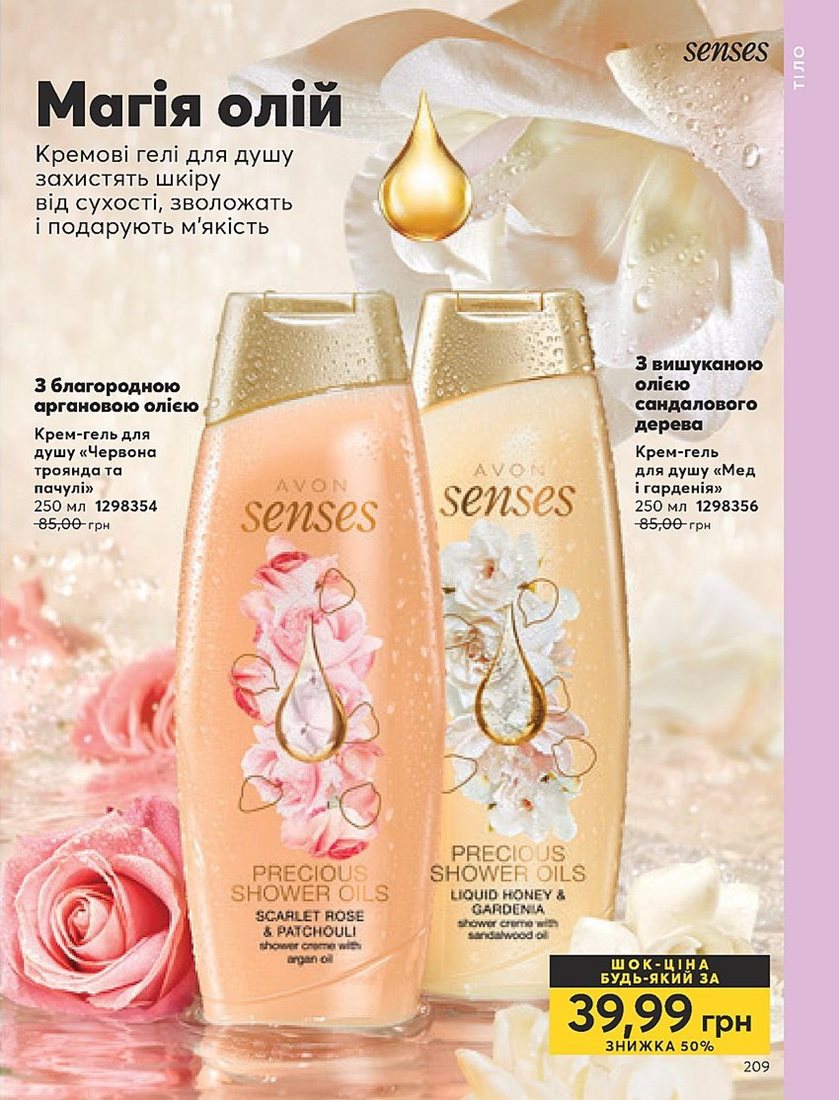 senses
ТІЛО
Магія олій
Кремові гелі для душу
захистять шкіру
від сухості, зволожать
і подарують м'якість
З благородною
аргановою олією
Крем-гель для
душу «Червона
троянда та
пачулі»
250 мл 1298354
85,00 грн
З вишуканою
олією
сандалового
дерева
Крем-гель
для душу «Мед
і гарденія»
250 мл 1298356
85,00 грн
AVON
senses
PRECIOUS
SHOWER OILS
SCARLET ROSE
& PATCHOULI
shower creme with
argan oil
AVON
senses
PRECIOUS
SHOWER OILS
LIQUID HONEY &
GARDENIA
shower creme with
sandalwood oil
ШОК-ЦІНА
БУДЬ-ЯКИЙ ЗА
39,99 грн
ЗНИЖКА 50%
209